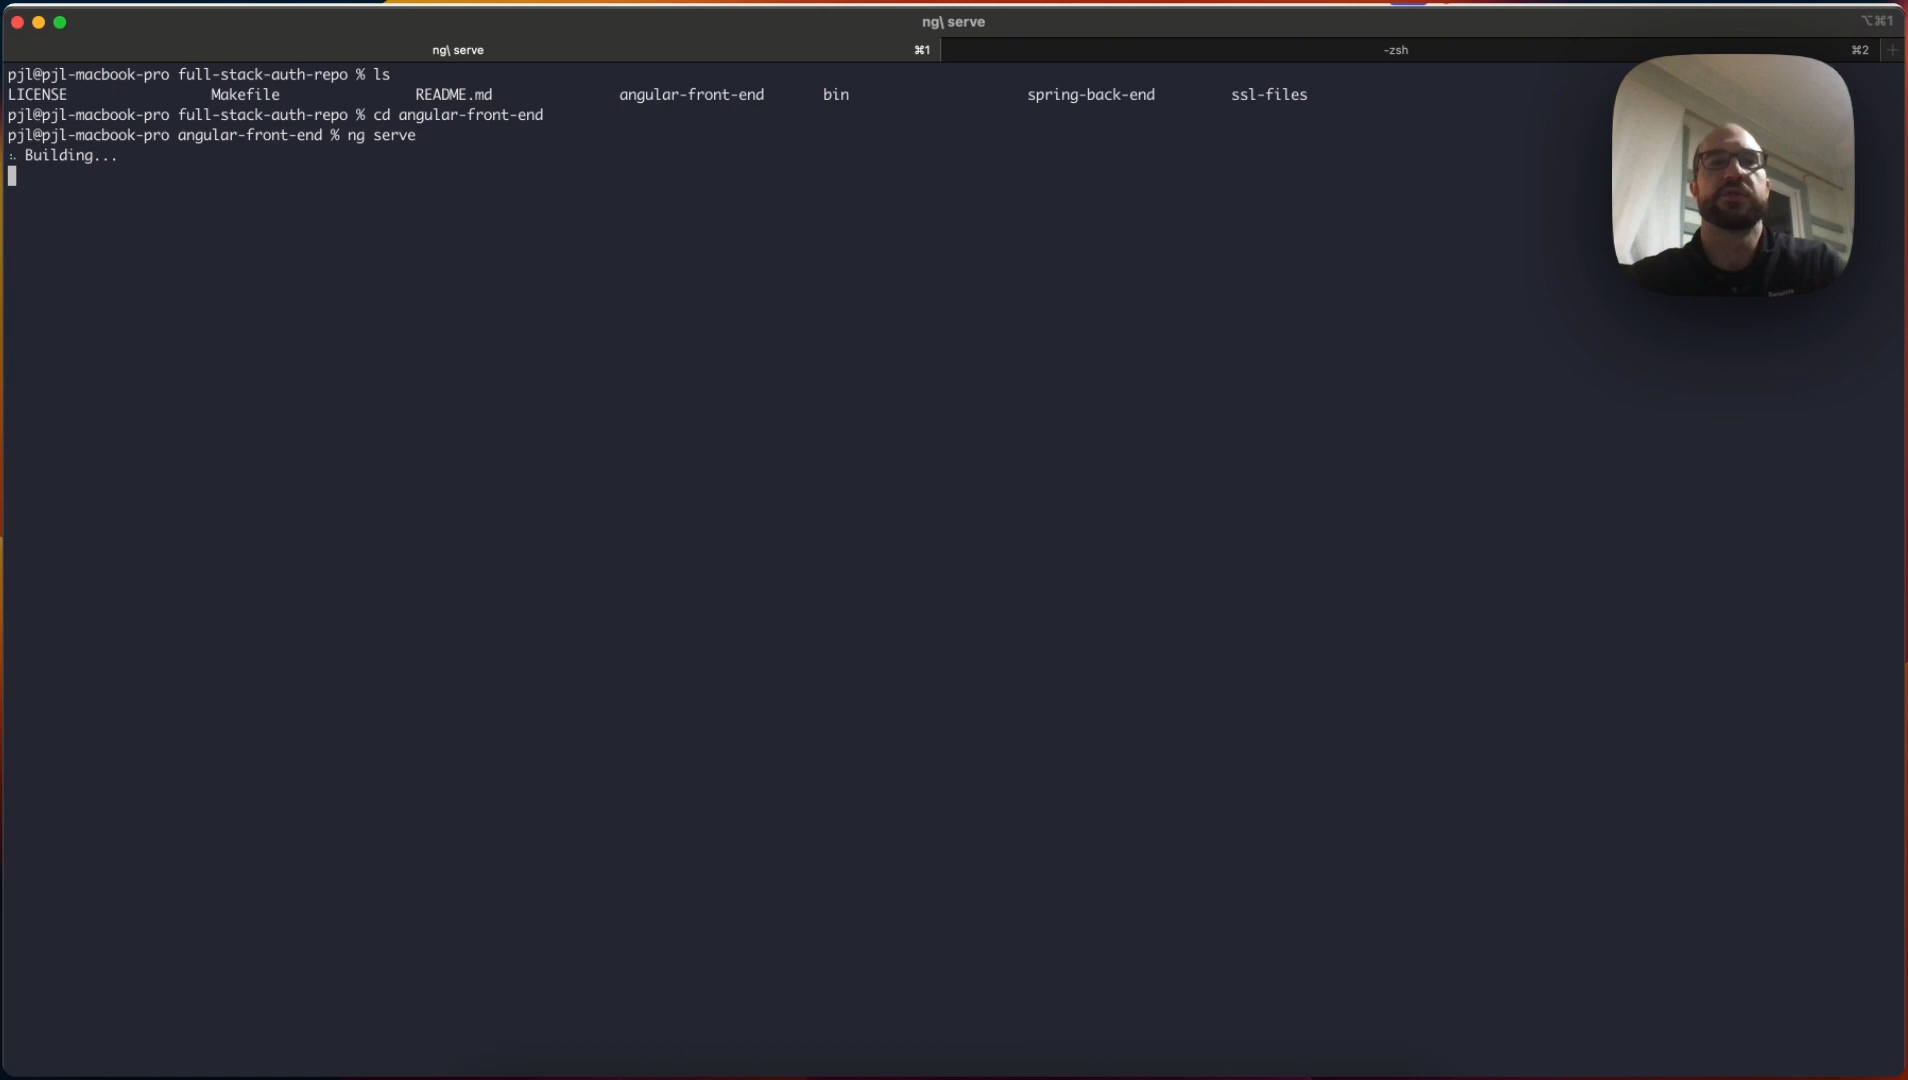 ng\ serve
⌥⌘1
ng\ serve ⌘1 -zsh ⌘2 +
pjl@pjl-macbook-pro full-stack-auth-repo % ls
LICENSE Makefile README.md angular-front-end bin spring-back-end ssl-files
pjl@pjl-macbook-pro full-stack-auth-repo % cd angular-front-end
pjl@pjl-macbook-pro angular-front-end % ng serve
Building...